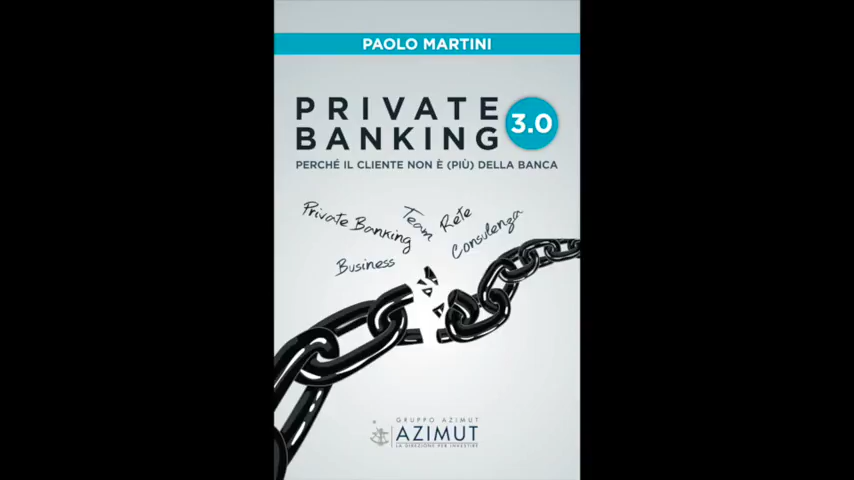 PAOLO MARTINI
PRIVATE
BANKING
3.0
PERCHÉ IL CLIENTE NON È (PIÙ) DELLA BANCA
Private Banking
Team
Rete
Consulenza
Business
GRUPPO AZIMUT
AZIMUT
LA DIREZIONE PER INVESTIRE